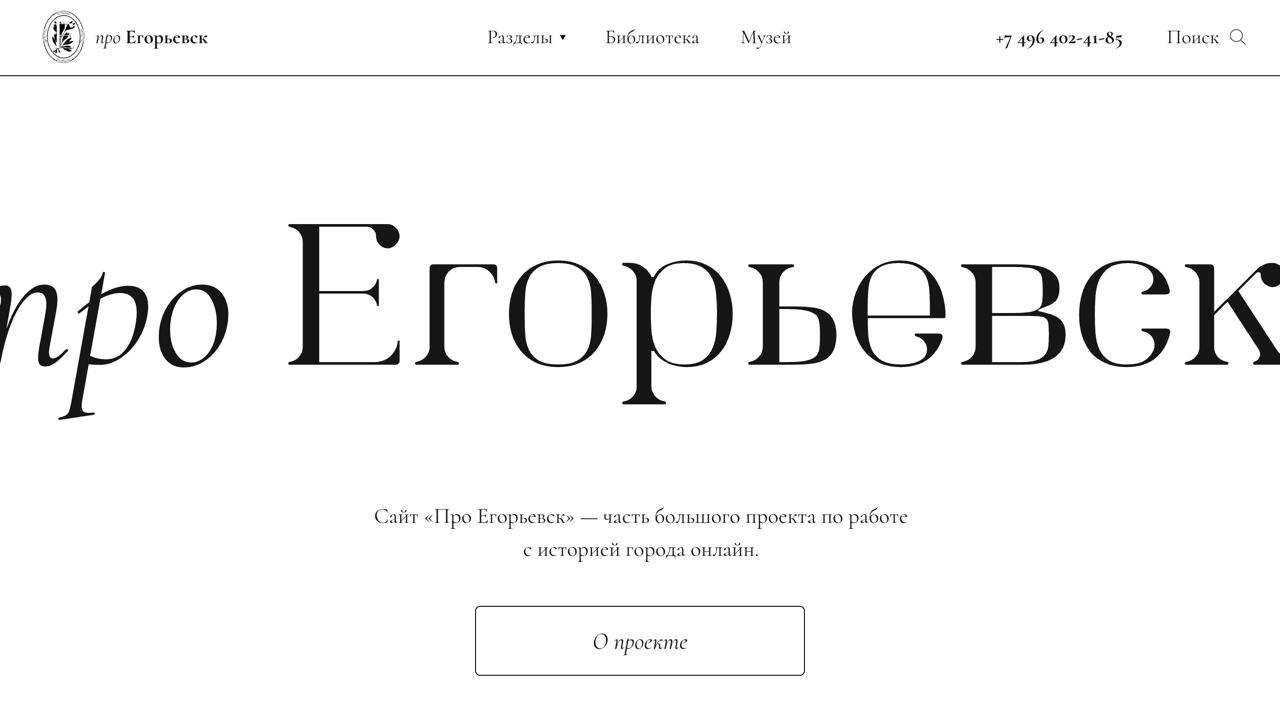 про Егорьевск
Разделы ▾ Библиотека Музей
+7 496 402-41-85 Поиск
про Егорьевск
Сайт «Про Егорьевск» — часть большого проекта по работе
с историей города онлайн.
О проекте